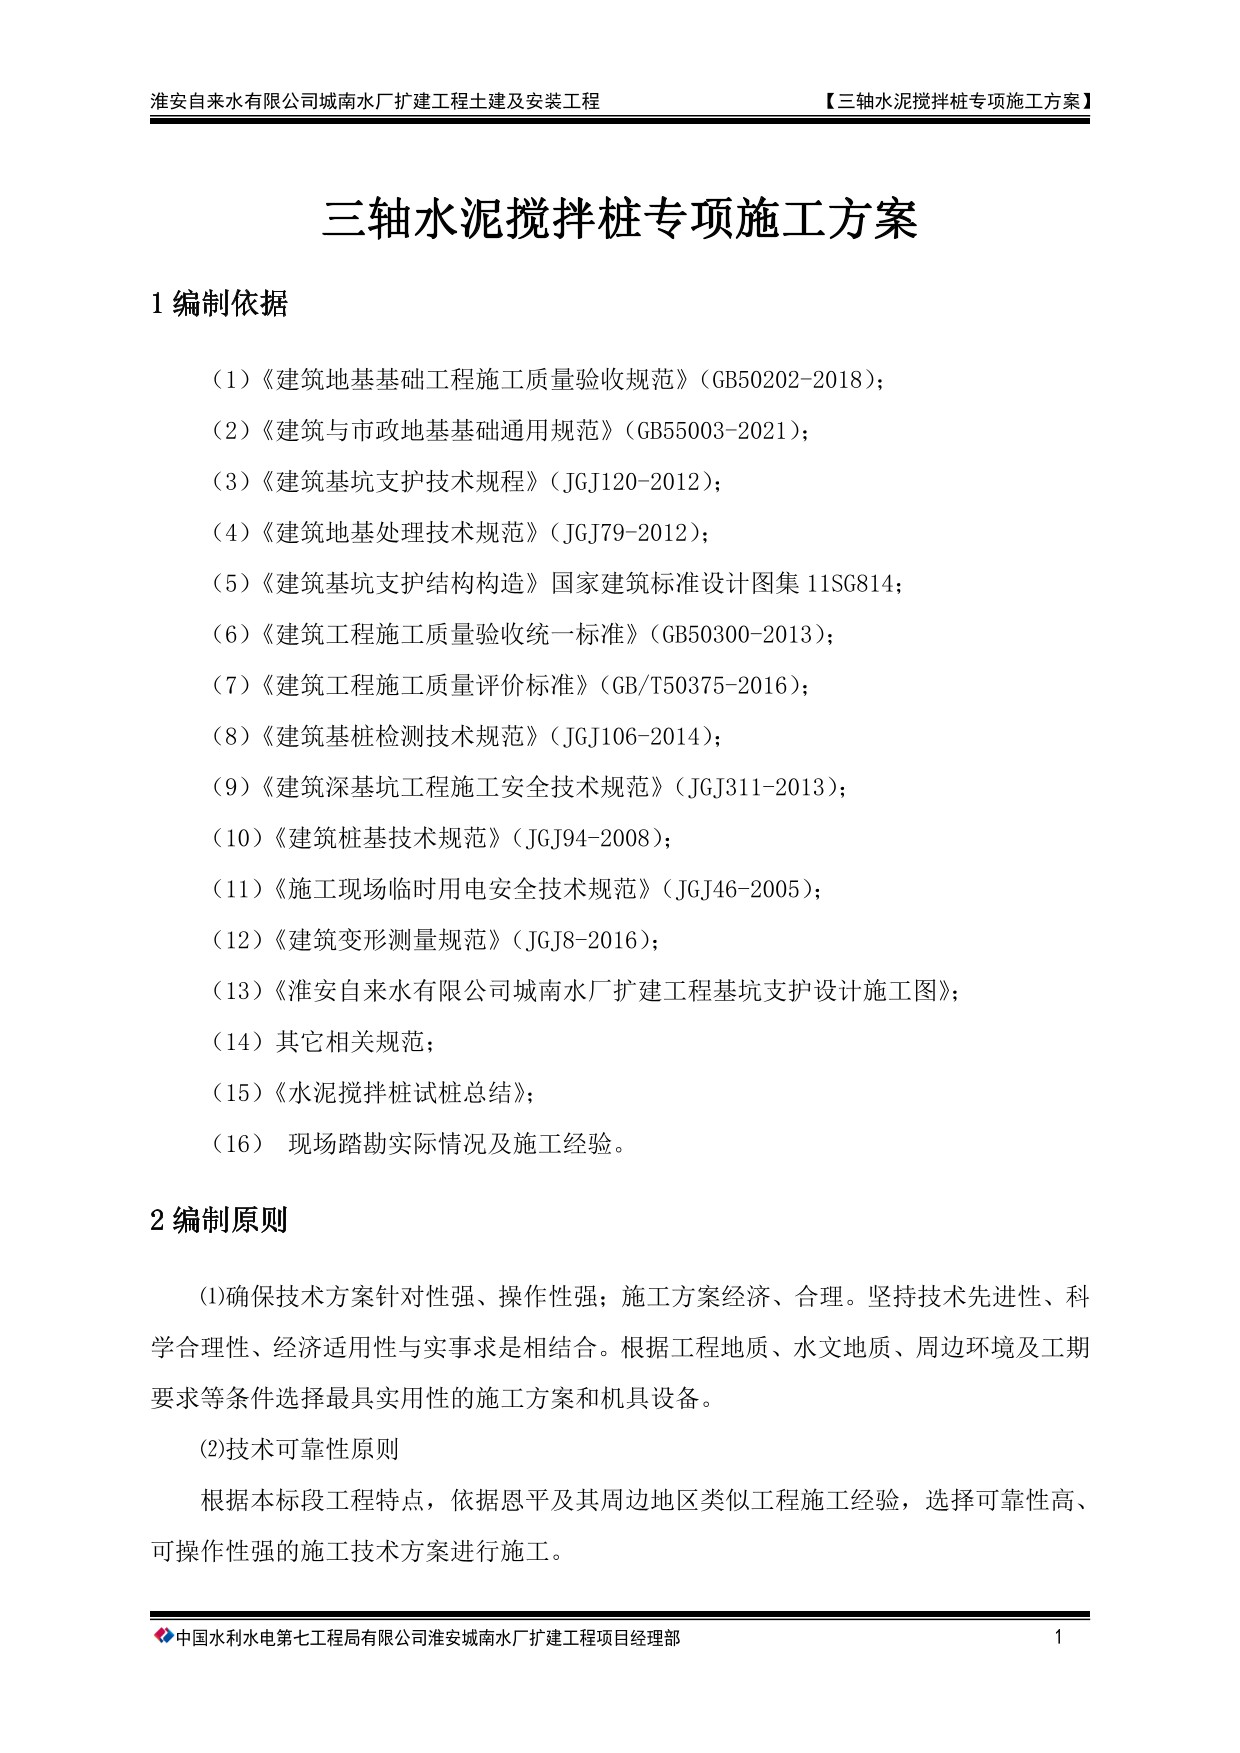 淮安自来水有限公司城南水厂扩建工程土建及安装工程 【三轴水泥搅拌桩专项施工方案】
三轴水泥搅拌桩专项施工方案
1 编制依据
（1）《建筑地基基础工程施工质量验收规范》（GB50202-2018）；
（2）《建筑与市政地基基础通用规范》（GB55003-2021）；
（3）《建筑基坑支护技术规程》（JGJ120-2012）；
（4）《建筑地基处理技术规范》（JGJ79-2012）；
（5）《建筑基坑支护结构构造》国家建筑标准设计图集 11SG814；
（6）《建筑工程施工质量验收统一标准》（GB50300-2013）；
（7）《建筑工程施工质量评价标准》（GB/T50375-2016）；
（8）《建筑基桩检测技术规范》（JGJ106-2014）；
（9）《建筑深基坑工程施工安全技术规范》（JGJ311-2013）；
（10）《建筑桩基技术规范》（JGJ94-2008）；
（11）《施工现场临时用电安全技术规范》（JGJ46-2005）；
（12）《建筑变形测量规范》（JGJ8-2016）；
（13）《淮安自来水有限公司城南水厂扩建工程基坑支护设计施工图》；
（14）其它相关规范；
（15）《水泥搅拌桩试桩总结》；
（16） 现场踏勘实际情况及施工经验。
2 编制原则
⑴确保技术方案针对性强、操作性强；施工方案经济、合理。坚持技术先进性、科
学合理性、经济适用性与实事求是相结合。根据工程地质、水文地质、周边环境及工期
要求等条件选择最具实用性的施工方案和机具设备。
⑵技术可靠性原则
根据本标段工程特点，依据恩平及其周边地区类似工程施工经验，选择可靠性高、
可操作性强的施工技术方案进行施工。
中国水利水电第七工程局有限公司淮安城南水厂扩建工程项目经理部 1